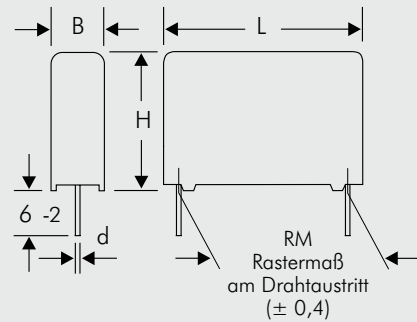 B
L
H
6 -2
d
RM
Rastermaß
am Drahtaustritt
(± 0,4)